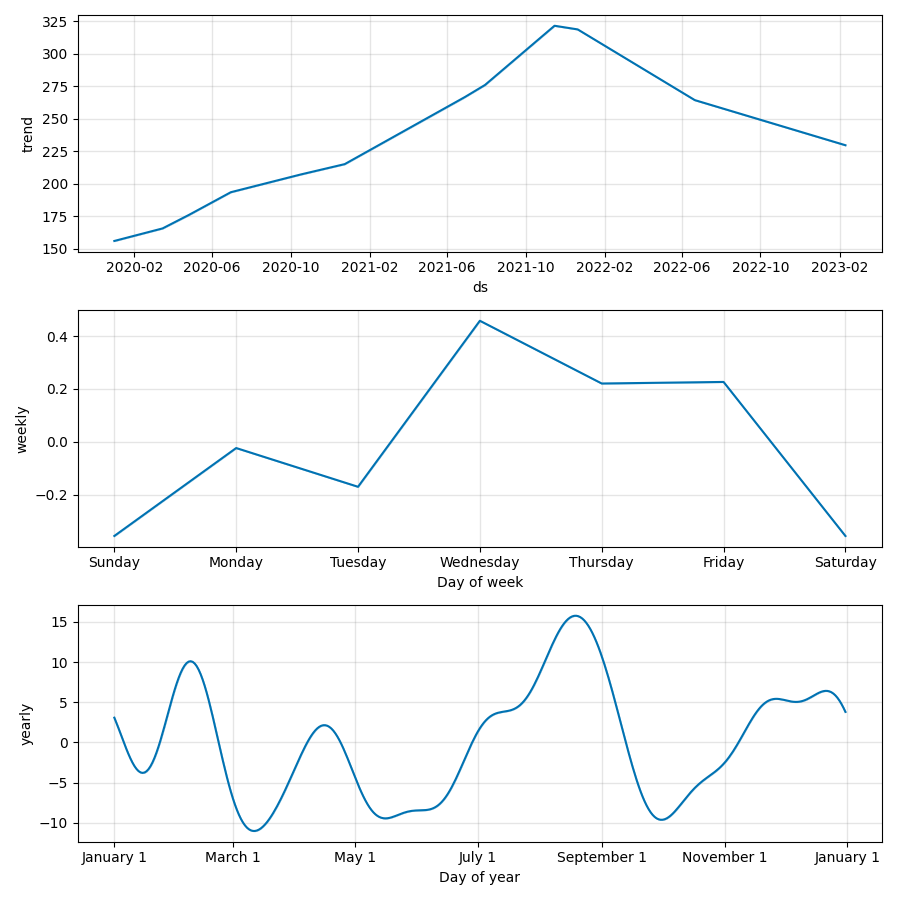 325
300
275
250
225
200
175
150
trend
2020-02 2020-06 2020-10 2021-02 2021-06 2021-10 2022-02 2022-06 2022-10 2023-02
ds
0.4
0.2
0.0
−0.2
weekly
Sunday Monday Tuesday Wednesday Thursday Friday Saturday
Day of week
15
10
5
0
−5
−10
yearly
January 1 March 1 May 1 July 1 September 1 November 1 January 1
Day of year